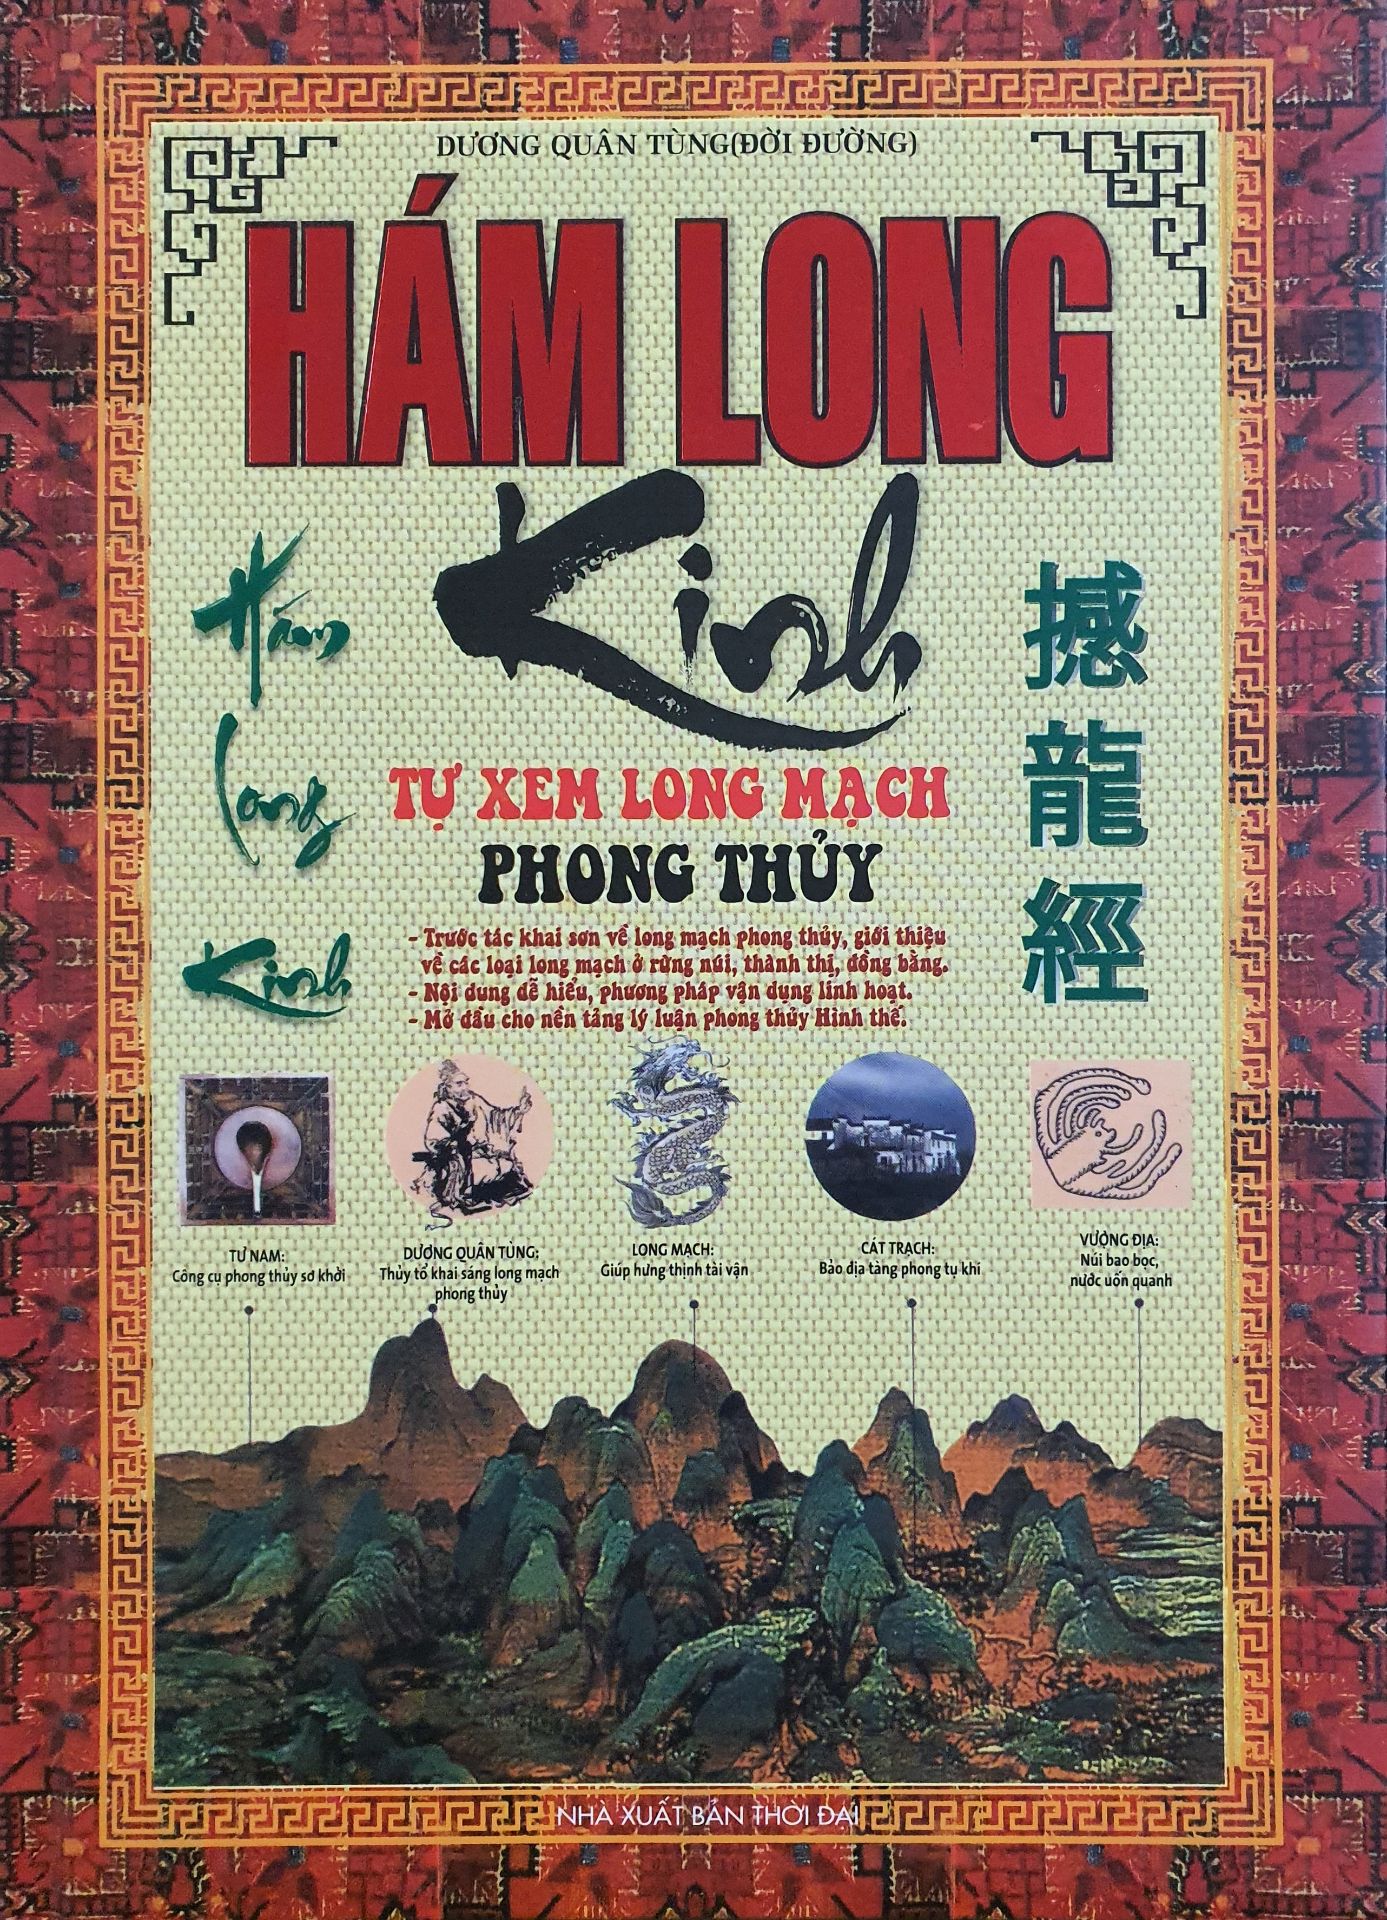 DƯƠNG QUÂN TÙNG(ĐỜI ĐƯỜNG)
HÁM LONG
Kinh
Hám
Long
Kinh
撼
龍
經
TỰ XEM LONG MẠCH
PHONG THỦY
- Trước tác khai sơn về long mạch phong thủy, giới thiệu
về các loại long mạch ở rừng núi, thành thị, đồng bằng.
- Nội dung dễ hiểu, phương pháp vận dụng linh hoạt.
- Mở đầu cho nền tảng lý luận phong thủy Hình thế.
TƯ NAM:
Công cụ phong thủy sơ khởi
DƯƠNG QUÂN TÙNG:
Thủy tổ khai sáng long mạch
phong thủy
LONG MẠCH:
Giúp hưng thịnh tài vận
CÁT TRẠCH:
Bảo địa tàng phong tụ khí
VƯỢNG ĐỊA:
Núi bao bọc,
nước uốn quanh
NHÀ XUẤT BẢN THỜI ĐẠI